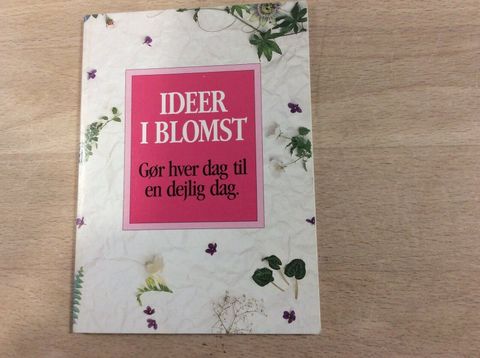 IDEER
I BLOMST
Gør hver dag til
en dejlig dag.